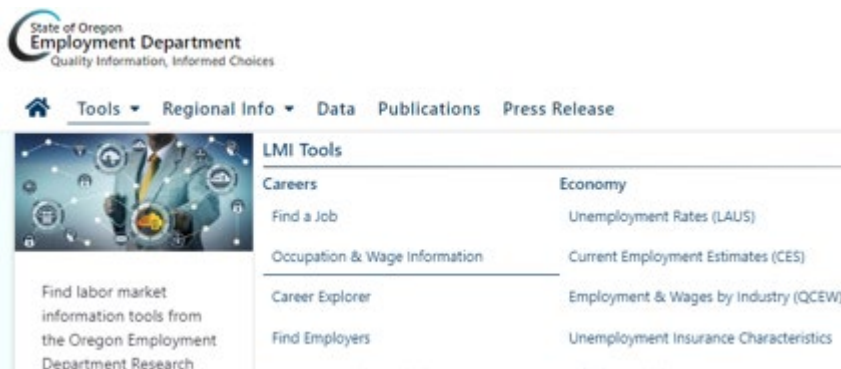 State of Oregon
Employment Department
Quality Information, Informed Choices
Tools Regional Info Data Publications Press Release
LMI Tools
Careers Economy
Find a Job Unemployment Rates (LAUS)
Occupation & Wage Information Current Employment Estimates (CES)
Career Explorer Employment & Wages by Industry (QCEW)
Find Employers Unemployment Insurance Characteristics
Find labor market
information tools from
the Oregon Employment
Department Research